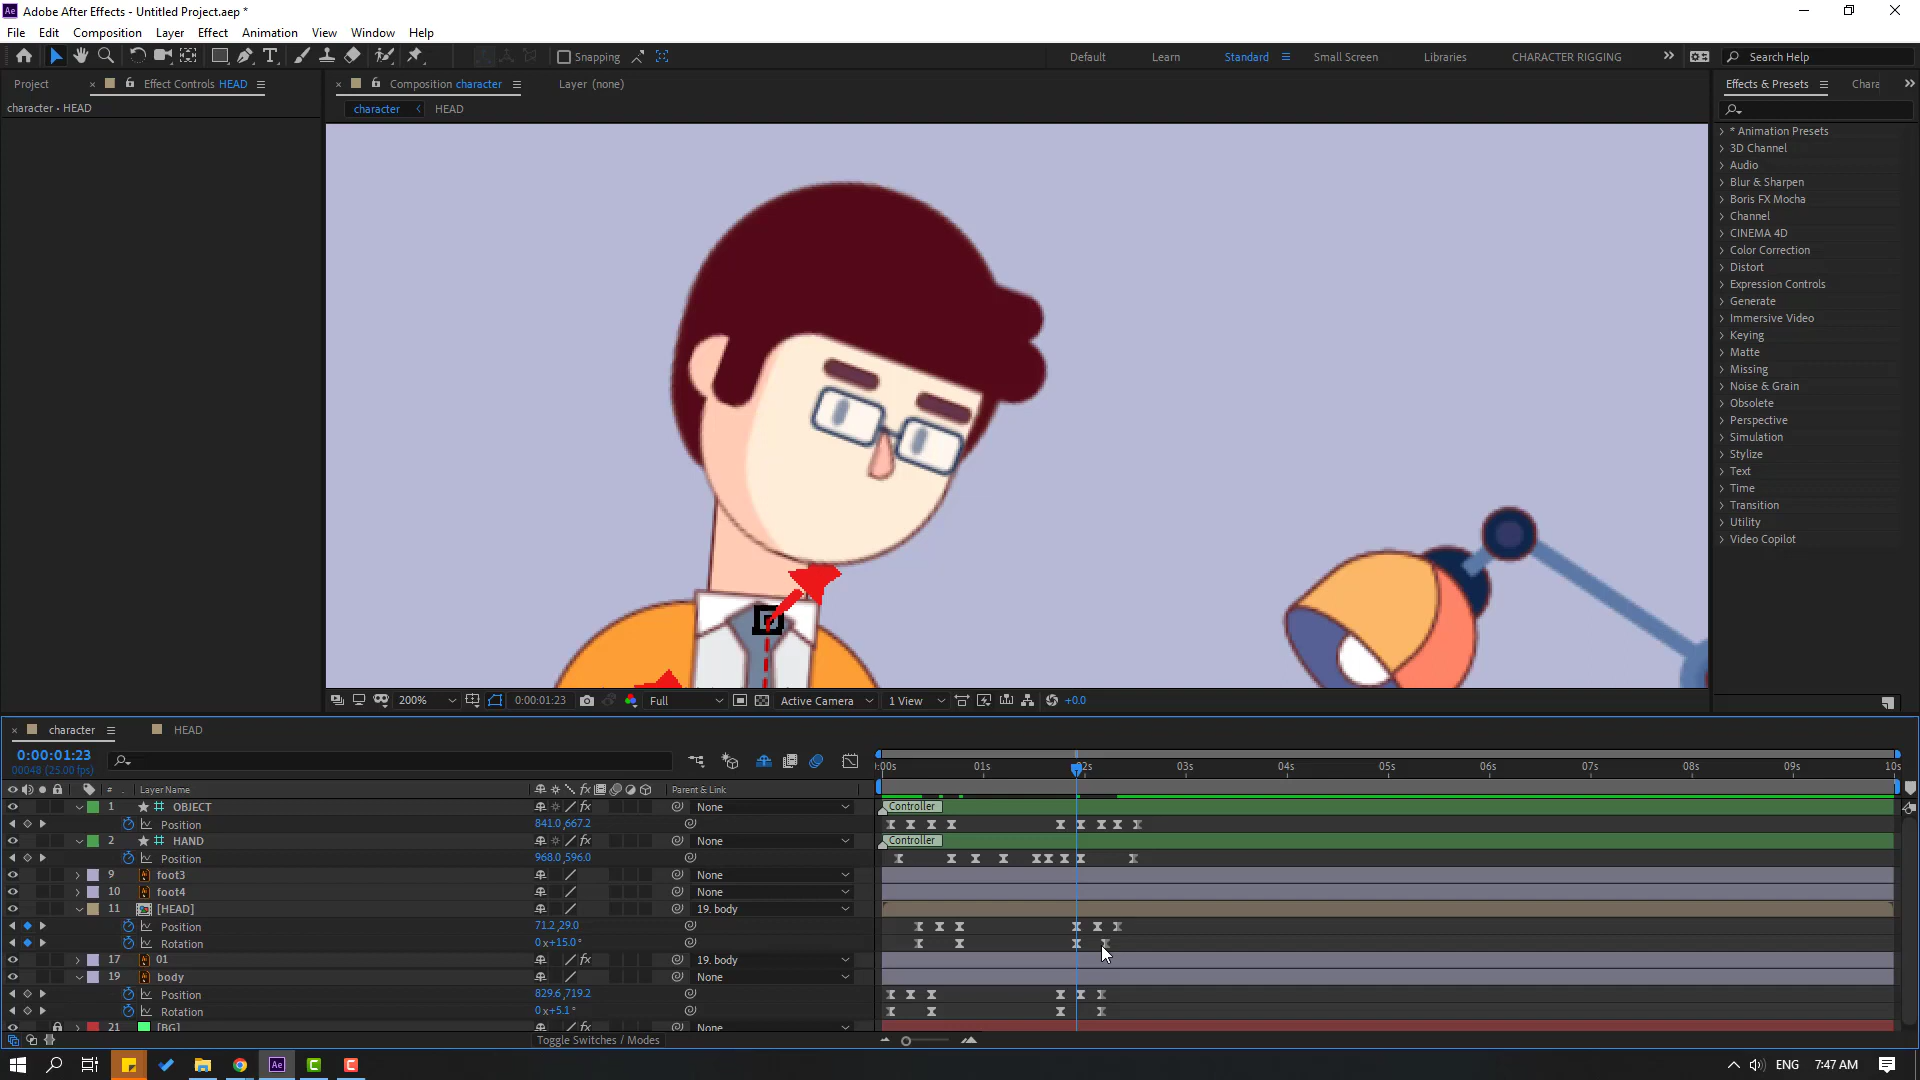 Adobe After Effects - Untitled Project.aep *
File Edit Composition Layer Effect Animation View Window Help
Snapping Default Learn Standard Small Screen Libraries CHARACTER RIGGING Search Help
Project Effect Controls HEAD Composition character Layer (none) Effects & Presets Chara
character • HEAD
character HEAD
* Animation Presets
3D Channel
Audio
Blur & Sharpen
Boris FX Mocha
Channel
CINEMA 4D
Color Correction
Distort
Expression Controls
Generate
Immersive Video
Keying
Matte
Missing
Noise & Grain
Obsolete
Perspective
Simulation
Stylize
Text
Time
Transition
Utility
Video Copilot
200% 0:00:01:23 Full Active Camera 1 View +0.0
character HEAD
0:00:01:23
00048 (25.00 fps)
:00s 01s 02s 03s 04s 05s 06s 07s 08s 09s 10s
# Layer Name Parent & Link
1 OBJECT None Controller
Position 841.0,667.2
2 HAND None Controller
Position 968.0,596.0
9 foot3 None
10 foot4 None
11 [HEAD] 19. body
Position 71.2,29.0
Rotation 0x+15.0°
17 01 19. body
19 body None
Position 829.6,719.2
Rotation 0x+5.1°
21 [BG] None
Toggle Switches / Modes
ENG 7:47 AM